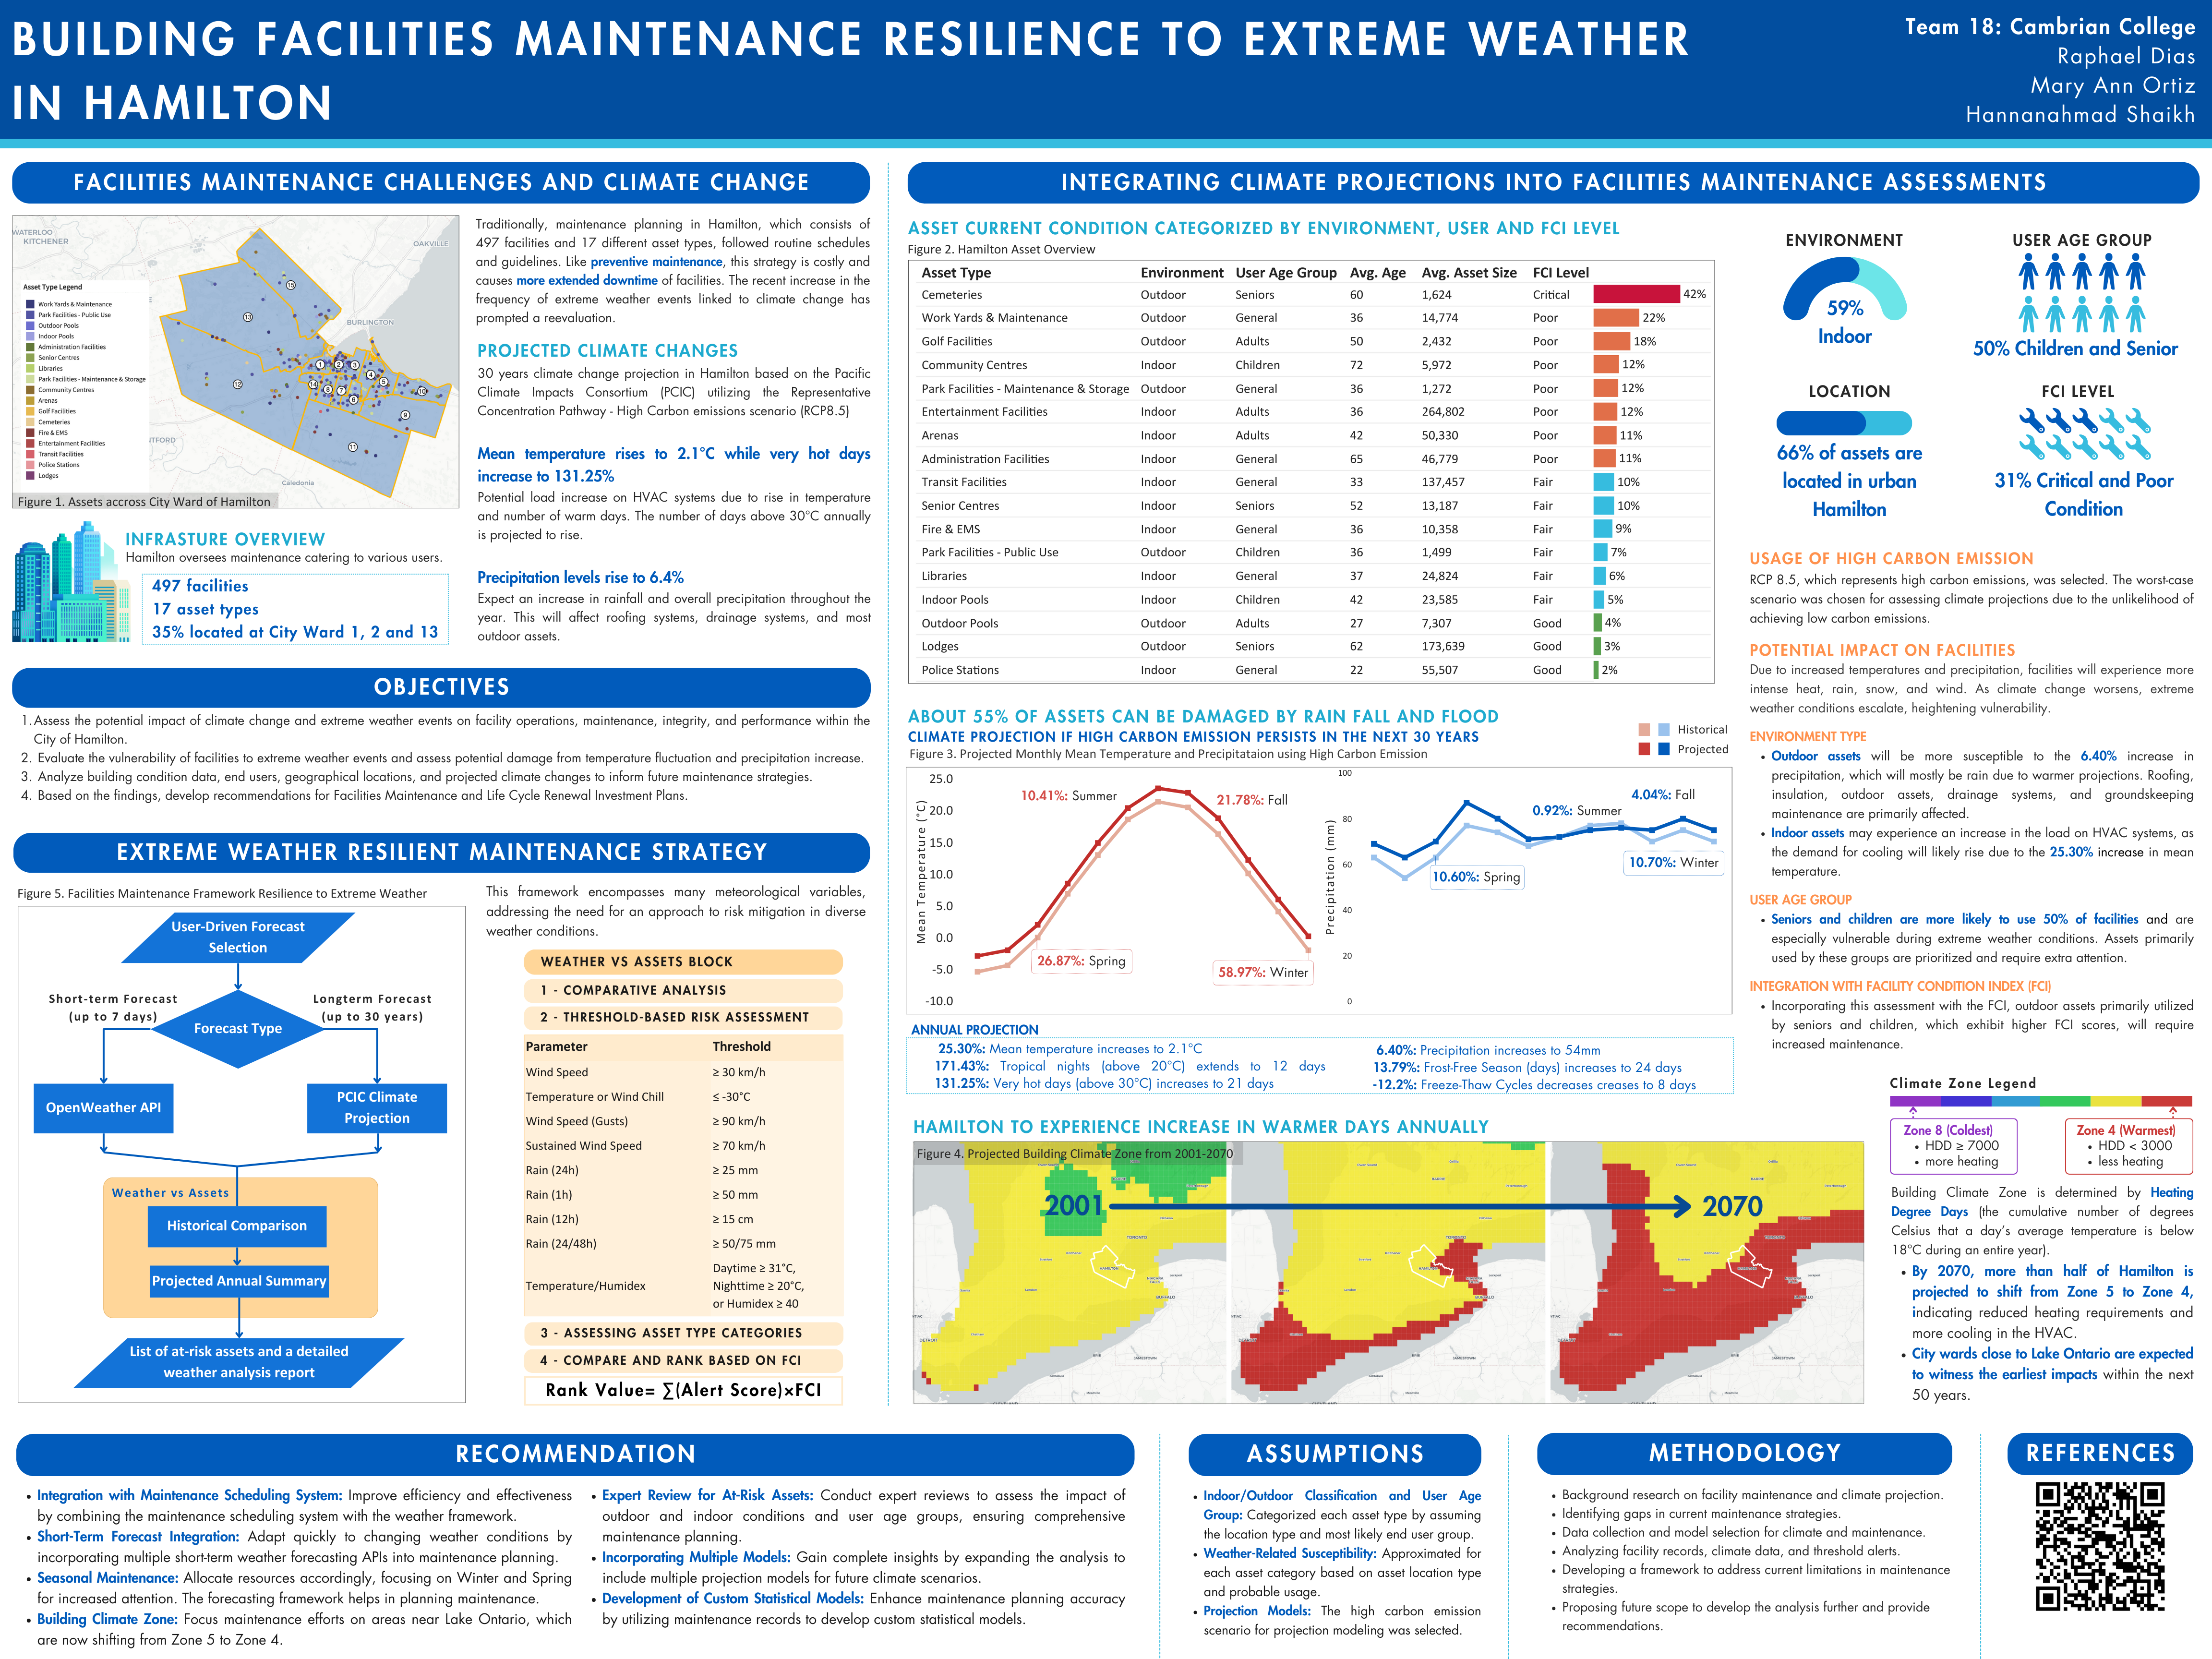 BUILDING FACILITIES MAINTENANCE RESILIENCE TO EXTREME WEATHER
IN HAMILTON
Team 18: Cambrian College
Raphael Dias
Mary Ann Ortiz
Hannanahmad Shaikh
FACILITIES MAINTENANCE CHALLENGES AND CLIMATE CHANGE
WATERLOO
KITCHENER
OAKVILLE
BURLINGTON
Caledonia
Asset Type Legend
Work Yards & Maintenance
Park Facilities - Public Use
Outdoor Pools
Indoor Pools
Administration Facilities
Senior Centres
Libraries
Park Facilities - Maintenance & Storage
Community Centres
Arenas
Golf Facilities
Cemeteries
Fire & EMS
Entertainment Facilities
Transit Facilities
Police Stations
Lodges
Figure 1. Assets accross City Ward of Hamilton
INFRASTURE OVERVIEW
Hamilton oversees maintenance catering to various users.
497 facilities
17 asset types
35% located at City Ward 1, 2 and 13
Traditionally, maintenance planning in Hamilton, which consists of
497 facilities and 17 different asset types, followed routine schedules
and guidelines. Like preventive maintenance, this strategy is costly and
causes more extended downtime of facilities. The recent increase in the
frequency of extreme weather events linked to climate change has
prompted a reevaluation.
PROJECTED CLIMATE CHANGES
30 years climate change projection in Hamilton based on the Pacific
Climate Impacts Consortium (PCIC) utilizing the Representative
Concentration Pathway - High Carbon emissions scenario (RCP8.5)
Mean temperature rises to 2.1°C while very hot days
increase to 131.25%
Potential load increase on HVAC systems due to rise in temperature
and number of warm days. The number of days above 30°C annually
is projected to rise.
Precipitation levels rise to 6.4%
Expect an increase in rainfall and overall precipitation throughout the
year. This will affect roofing systems, drainage systems, and most
outdoor assets.
OBJECTIVES
1. Assess the potential impact of climate change and extreme weather events on facility operations, maintenance, integrity, and performance within the
City of Hamilton.
2. Evaluate the vulnerability of facilities to extreme weather events and assess potential damage from temperature fluctuation and precipitation increase.
3. Analyze building condition data, end users, geographical locations, and projected climate changes to inform future maintenance strategies.
4. Based on the findings, develop recommendations for Facilities Maintenance and Life Cycle Renewal Investment Plans.
EXTREME WEATHER RESILIENT MAINTENANCE STRATEGY
Figure 5. Facilities Maintenance Framework Resilience to Extreme Weather
User-Driven Forecast
Selection
Short-term Forecast
(up to 7 days)
Forecast Type
Longterm Forecast
(up to 30 years)
OpenWeather API
PCIC Climate
Projection
Weather vs Assets
Historical Comparison
Projected Annual Summary
List of at-risk assets and a detailed
weather analysis report
This framework encompasses many meteorological variables,
addressing the need for an approach to risk mitigation in diverse
weather conditions.
WEATHER VS ASSETS BLOCK
1 - COMPARATIVE ANALYSIS
2 - THRESHOLD-BASED RISK ASSESSMENT
Parameter Threshold
Wind Speed ≥ 30 km/h
Temperature or Wind Chill ≤ -30°C
Wind Speed (Gusts) ≥ 90 km/h
Sustained Wind Speed ≥ 70 km/h
Rain (24h) ≥ 25 mm
Rain (1h) ≥ 50 mm
Rain (12h) ≥ 15 cm
Rain (24/48h) ≥ 50/75 mm
Temperature/Humidex Daytime ≥ 31°C,
Nighttime ≥ 20°C,
or Humidex ≥ 40
3 - ASSESSING ASSET TYPE CATEGORIES
4 - COMPARE AND RANK BASED ON FCI
Rank Value= ∑(Alert Score)×FCI
INTEGRATING CLIMATE PROJECTIONS INTO FACILITIES MAINTENANCE ASSESSMENTS
ASSET CURRENT CONDITION CATEGORIZED BY ENVIRONMENT, USER AND FCI LEVEL
Figure 2. Hamilton Asset Overview
Asset Type Environment User Age Group Avg. Age Avg. Asset Size FCI Level
Cemeteries Outdoor Seniors 60 1,624 Critical 42%
Work Yards & Maintenance Outdoor General 36 14,774 Poor 22%
Golf Facilities Outdoor Adults 50 2,432 Poor 18%
Community Centres Indoor Children 72 5,972 Poor 12%
Park Facilities - Maintenance & Storage Outdoor General 36 1,272 Poor 12%
Entertainment Facilities Indoor Adults 36 264,802 Poor 12%
Arenas Indoor Adults 42 50,330 Poor 11%
Administration Facilities Indoor General 65 46,779 Poor 11%
Transit Facilities Indoor General 33 137,457 Fair 10%
Senior Centres Indoor Seniors 52 13,187 Fair 10%
Fire & EMS Indoor General 36 10,358 Fair 9%
Park Facilities - Public Use Outdoor Children 36 1,499 Fair 7%
Libraries Indoor General 37 24,824 Fair 6%
Indoor Pools Indoor Children 42 23,585 Fair 5%
Outdoor Pools Outdoor Adults 27 7,307 Good 4%
Lodges Outdoor Seniors 62 173,639 Good 3%
Police Stations Indoor General 22 55,507 Good 2%
ABOUT 55% OF ASSETS CAN BE DAMAGED BY RAIN FALL AND FLOOD
CLIMATE PROJECTION IF HIGH CARBON EMISSION PERSISTS IN THE NEXT 30 YEARS
Figure 3. Projected Monthly Mean Temperature and Precipitataion using High Carbon Emission
Historical
Projected
Mean Temperature (°C)
25.0
20.0
15.0
10.0
5.0
0.0
-5.0
-10.0
10.41%: Summer
21.78%: Fall
26.87%: Spring
58.97%: Winter
Precipitation (mm)
100
80
60
40
20
0
0.92%: Summer
4.04%: Fall
10.60%: Spring
10.70%: Winter
ANNUAL PROJECTION
25.30%: Mean temperature increases to 2.1°C
171.43%: Tropical nights (above 20°C) extends to 12 days
131.25%: Very hot days (above 30°C) increases to 21 days
6.40%: Precipitation increases to 54mm
13.79%: Frost-Free Season (days) increases to 24 days
-12.2%: Freeze-Thaw Cycles decreases creases to 8 days
HAMILTON TO EXPERIENCE INCREASE IN WARMER DAYS ANNUALLY
Figure 4. Projected Building Climate Zone from 2001-2070
2001
2070
TORONTO
BUFFALO
DETROIT
ENVIRONMENT
59%
Indoor
USER AGE GROUP
50% Children and Senior
LOCATION
66% of assets are
located in urban
Hamilton
FCI LEVEL
31% Critical and Poor
Condition
USAGE OF HIGH CARBON EMISSION
RCP 8.5, which represents high carbon emissions, was selected. The worst-case
scenario was chosen for assessing climate projections due to the unlikelihood of
achieving low carbon emissions.
POTENTIAL IMPACT ON FACILITIES
Due to increased temperatures and precipitation, facilities will experience more
intense heat, rain, snow, and wind. As climate change worsens, extreme
weather conditions escalate, heightening vulnerability.
ENVIRONMENT TYPE
• Outdoor assets will be more susceptible to the 6.40% increase in
precipitation, which will mostly be rain due to warmer projections. Roofing,
insulation, outdoor assets, drainage systems, and groundskeeping
maintenance are primarily affected.
• Indoor assets may experience an increase in the load on HVAC systems, as
the demand for cooling will likely rise due to the 25.30% increase in mean
temperature.
USER AGE GROUP
• Seniors and children are more likely to use 50% of facilities and are
especially vulnerable during extreme weather conditions. Assets primarily
used by these groups are prioritized and require extra attention.
INTEGRATION WITH FACILITY CONDITION INDEX (FCI)
• Incorporating this assessment with the FCI, outdoor assets primarily utilized
by seniors and children, which exhibit higher FCI scores, will require
increased maintenance.
Climate Zone Legend
Zone 8 (Coldest)
• HDD ≥ 7000
• more heating
Zone 4 (Warmest)
• HDD < 3000
• less heating
Building Climate Zone is determined by Heating
Degree Days (the cumulative number of degrees
Celsius that a day's average temperature is below
18°C during an entire year).
• By 2070, more than half of Hamilton is
projected to shift from Zone 5 to Zone 4,
indicating reduced heating requirements and
more cooling in the HVAC.
• City wards close to Lake Ontario are expected
to witness the earliest impacts within the next
50 years.
RECOMMENDATION
• Integration with Maintenance Scheduling System: Improve efficiency and effectiveness
by combining the maintenance scheduling system with the weather framework.
• Short-Term Forecast Integration: Adapt quickly to changing weather conditions by
incorporating multiple short-term weather forecasting APIs into maintenance planning.
• Seasonal Maintenance: Allocate resources accordingly, focusing on Winter and Spring
for increased attention. The forecasting framework helps in planning maintenance.
• Building Climate Zone: Focus maintenance efforts on areas near Lake Ontario, which
are now shifting from Zone 5 to Zone 4.
• Expert Review for At-Risk Assets: Conduct expert reviews to assess the impact of
outdoor and indoor conditions and user age groups, ensuring comprehensive
maintenance planning.
• Incorporating Multiple Models: Gain complete insights by expanding the analysis to
include multiple projection models for future climate scenarios.
• Development of Custom Statistical Models: Enhance maintenance planning accuracy
by utilizing maintenance records to develop custom statistical models.
ASSUMPTIONS
• Indoor/Outdoor Classification and User Age
Group: Categorized each asset type by assuming
the location type and most likely end user group.
• Weather-Related Susceptibility: Approximated for
each asset category based on asset location type
and probable usage.
• Projection Models: The high carbon emission
scenario for projection modeling was selected.
METHODOLOGY
• Background research on facility maintenance and climate projection.
• Identifying gaps in current maintenance strategies.
• Data collection and model selection for climate and maintenance.
• Analyzing facility records, climate data, and threshold alerts.
• Developing a framework to address current limitations in maintenance
strategies.
• Proposing future scope to develop the analysis further and provide
recommendations.
REFERENCES